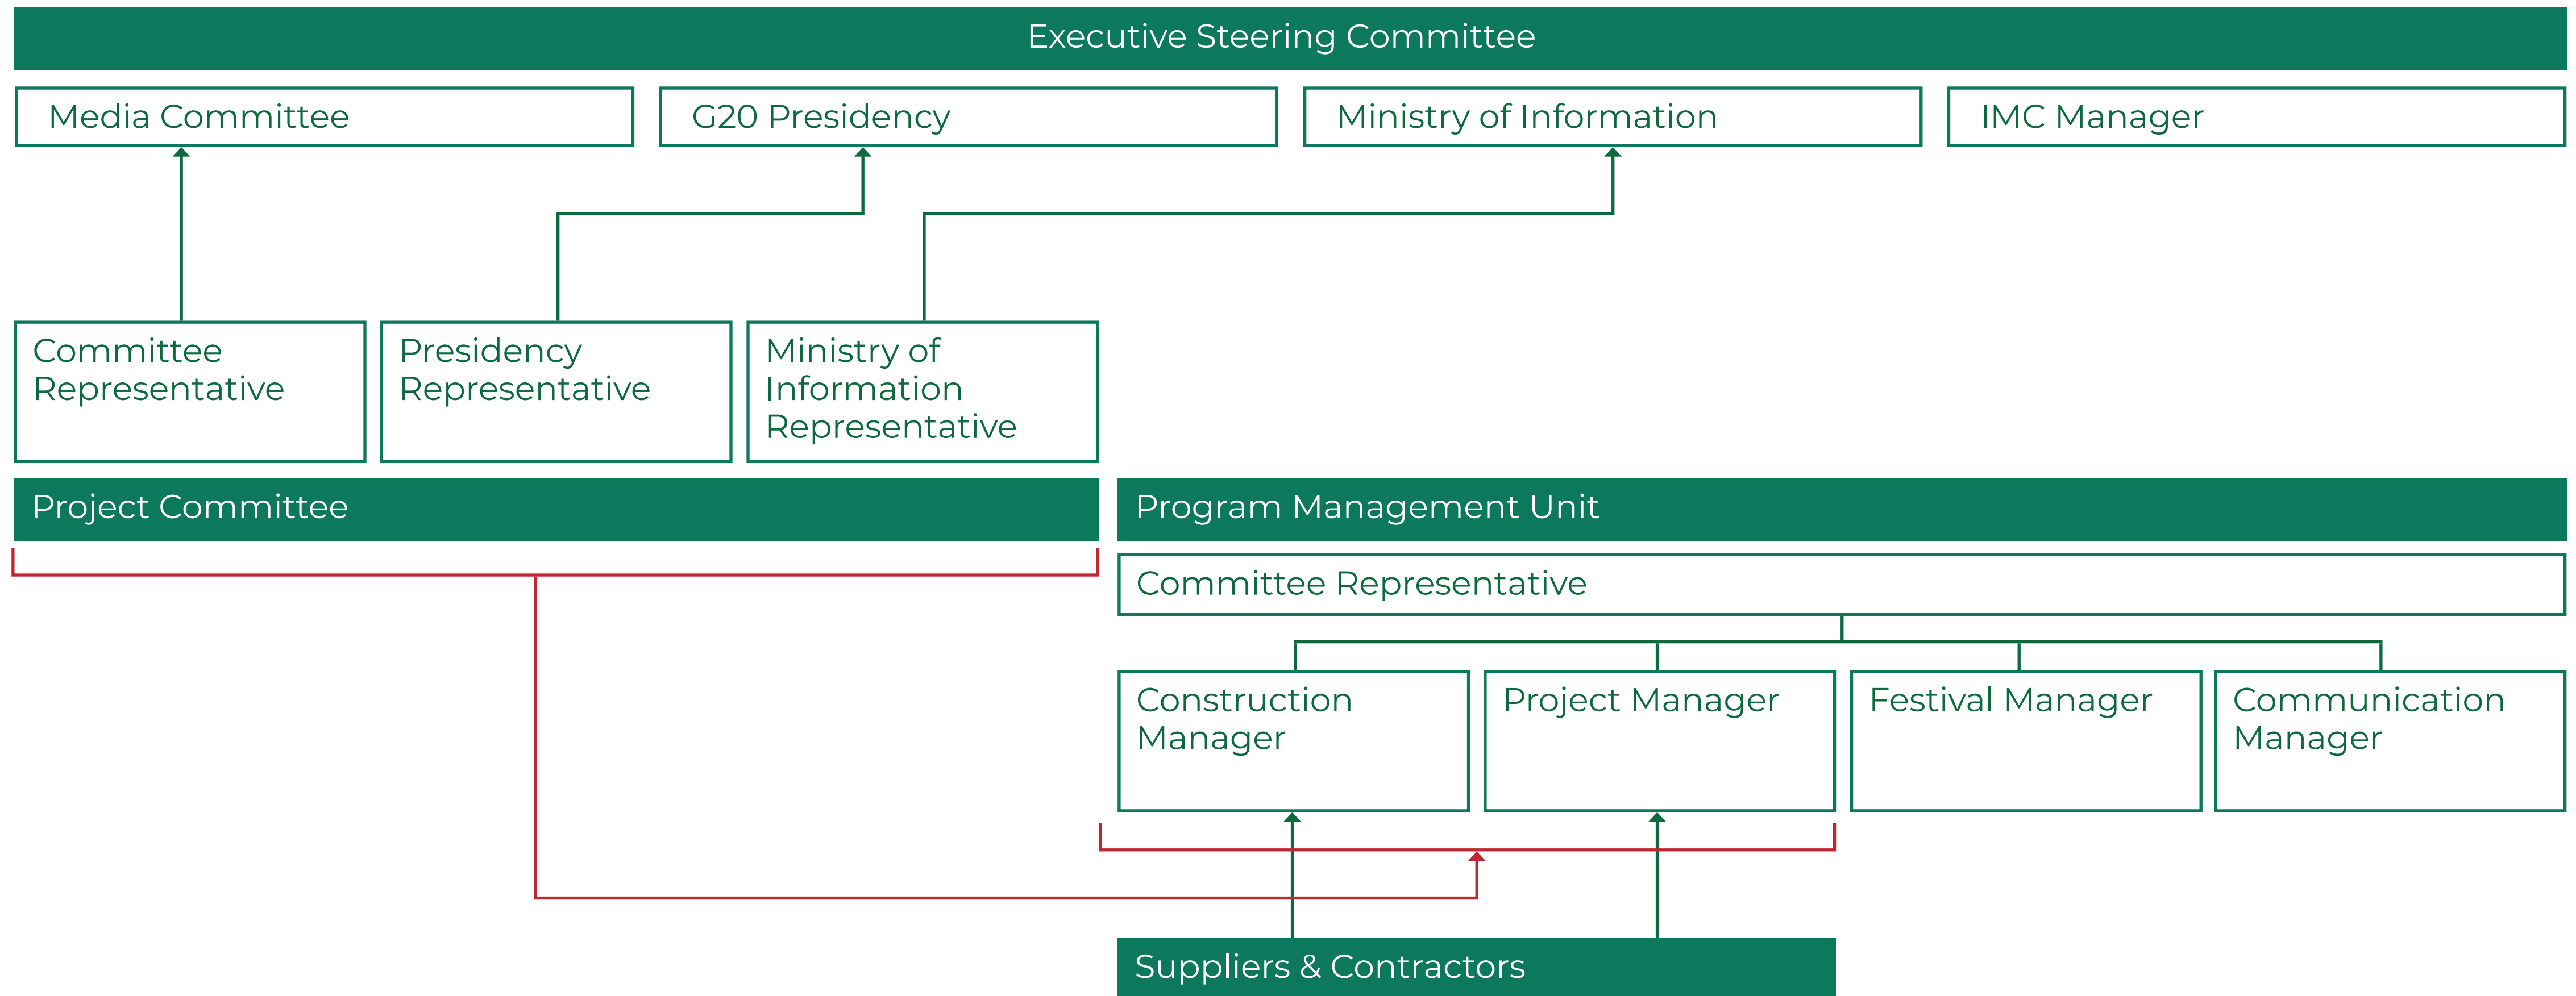 Executive Steering Committee
Media Committee
G20 Presidency
Ministry of Information
IMC Manager
Committee
Representative
Presidency
Representative
Ministry of
Information
Representative
Project Committee
Program Management Unit
Committee Representative
Construction
Manager
Project Manager
Festival Manager
Communication
Manager
Suppliers & Contractors